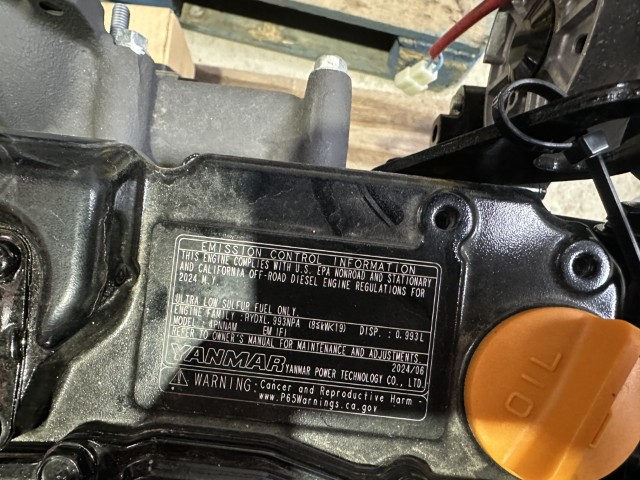 EMISSION CONTROL INFORMATION
THIS ENGINE COMPLIES WITH U.S. EPA NONROAD AND STATIONARY
AND CALIFORNIA OFF-ROAD DIESEL ENGINE REGULATIONS FOR
2024 M.Y.
ULTRA LOW SULFUR FUEL ONLY
ENGINE FAMILY : RYDXL.993NPA (8≤kW<19) DISP. : 0.993L
EM IFI
REFER TO OWNER'S MANUAL FOR MAINTENANCE AND ADJUSTMENTS.
2024/06
YANMAR YANMAR POWER TECHNOLOGY CO., LTD.
WARNING: Cancer and Reproductive Harm -
www.P65Warnings.ca.gov
OIL